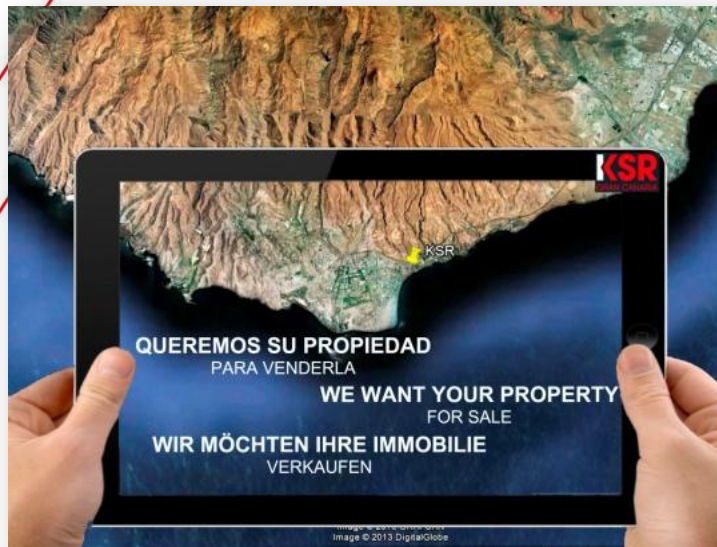 KSR
GRAN CANARIA
KSR
QUEREMOS SU PROPIEDAD
PARA VENDERLA
WE WANT YOUR PROPERTY
FOR SALE
WIR MÖCHTEN IHRE IMMOBILIE
VERKAUFEN
Image © 2013 DigitalGlobe